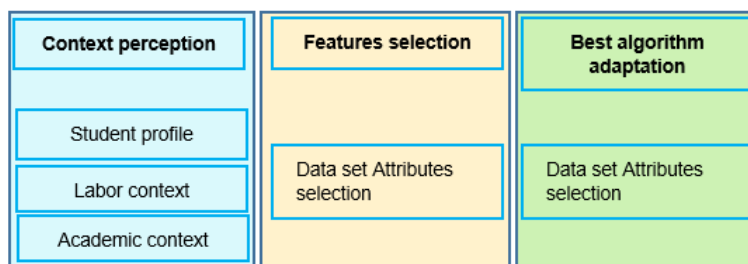 Context perception
Student profile
Labor context
Academic context
Features selection
Data set Attributes
selection
Best algorithm
adaptation
Data set Attributes
selection